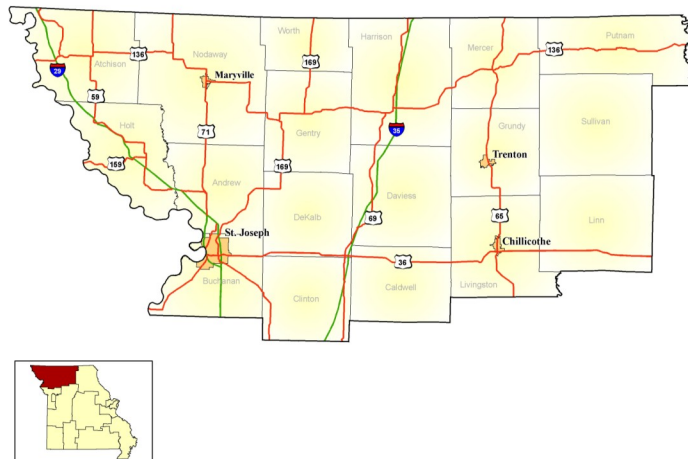 Worth
Harrison
Putnam
Atchison
136
Nodaway
169
Mercer
136
29
Maryville
59
Holt
71
Gentry
35
Grundy
Sullivan
159
169
Trenton
Andrew
Daviess
DeKalb
69
65
Linn
St. Joseph
Chillicothe
36
Buchanan
Clinton
Caldwell
Livingston